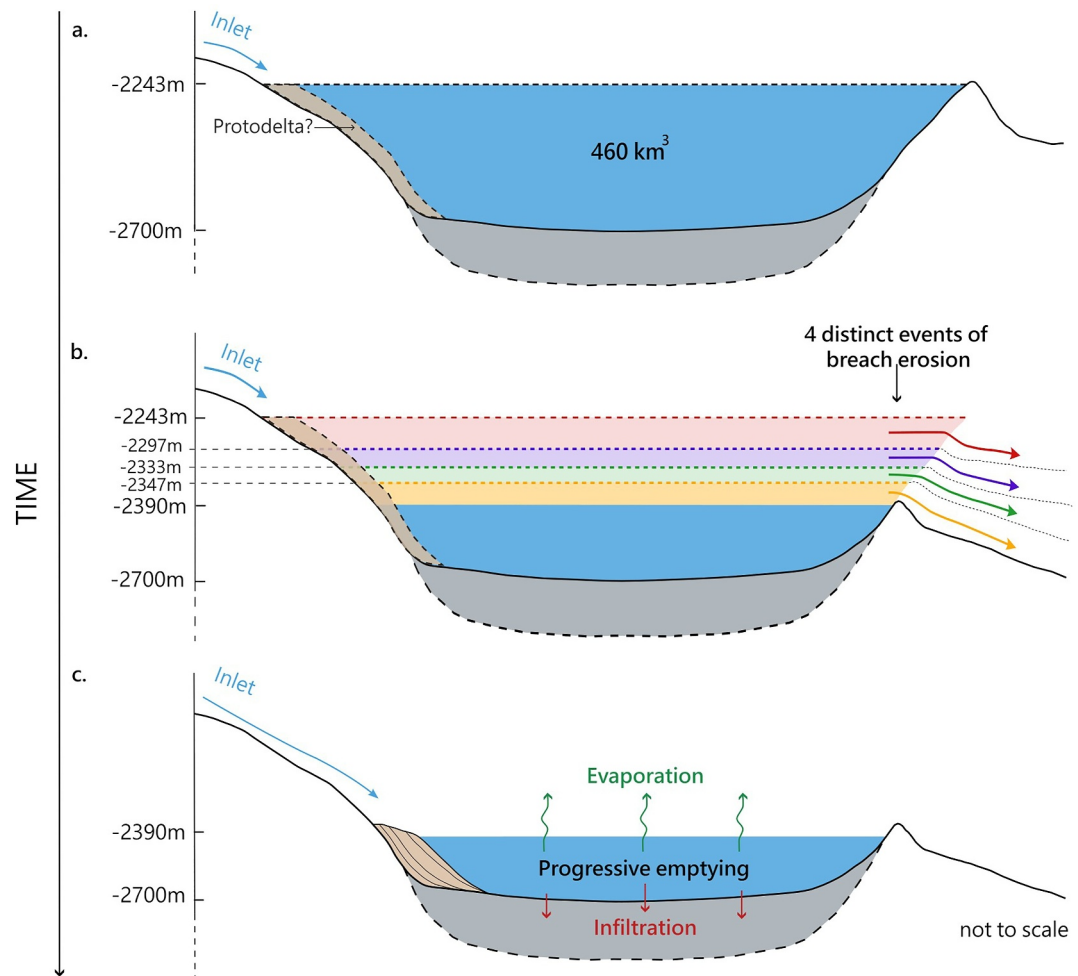 a.
Inlet
-2243m
Protodelta?
460 km³
-2700m
b.
Inlet
4 distinct events of
breach erosion
-2243m
-2297m
-2333m
-2347m
-2390m
-2700m
TIME
c.
Inlet
Evaporation
-2390m
Progressive emptying
-2700m
Infiltration
not to scale